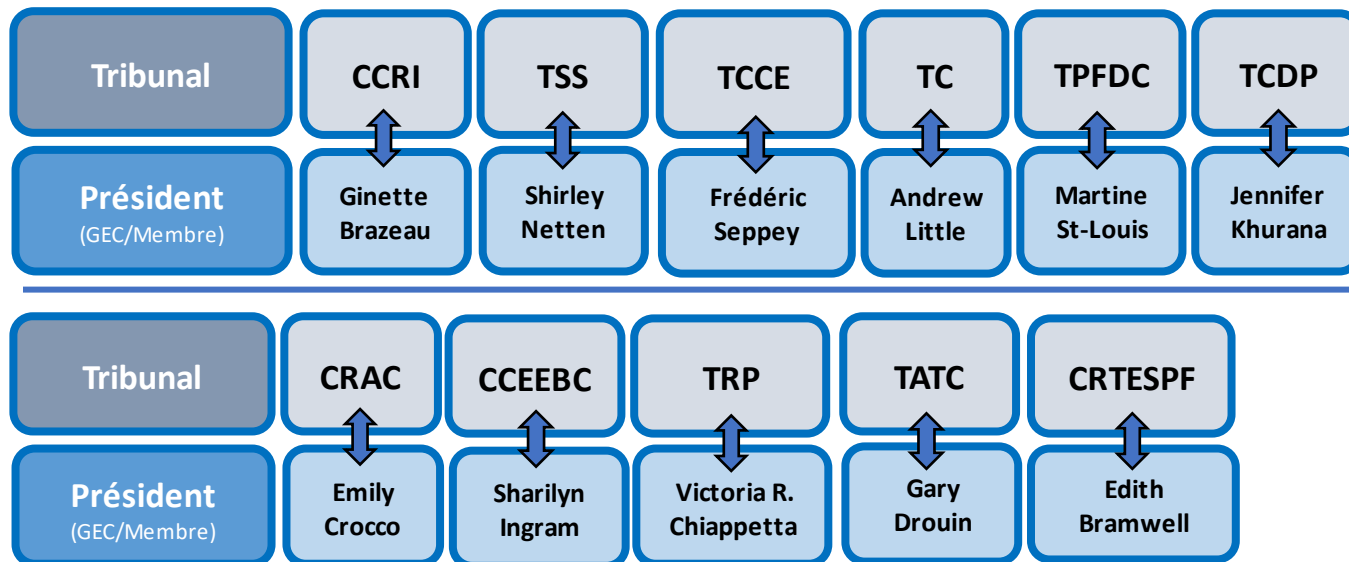 Tribunal
CCRI
TSS
TCCE
TC
TPFDC
TCDP
Président
(GEC/Membre)
Ginette
Brazeau
Shirley
Netten
Frédéric
Seppey
Andrew
Little
Martine
St-Louis
Jennifer
Khurana
Tribunal
CRAC
CCEEBC
TRP
TATC
CRTESPF
Président
(GEC/Membre)
Emily
Crocco
Sharilyn
Ingram
Victoria R.
Chiappetta
Gary
Drouin
Edith
Bramwell